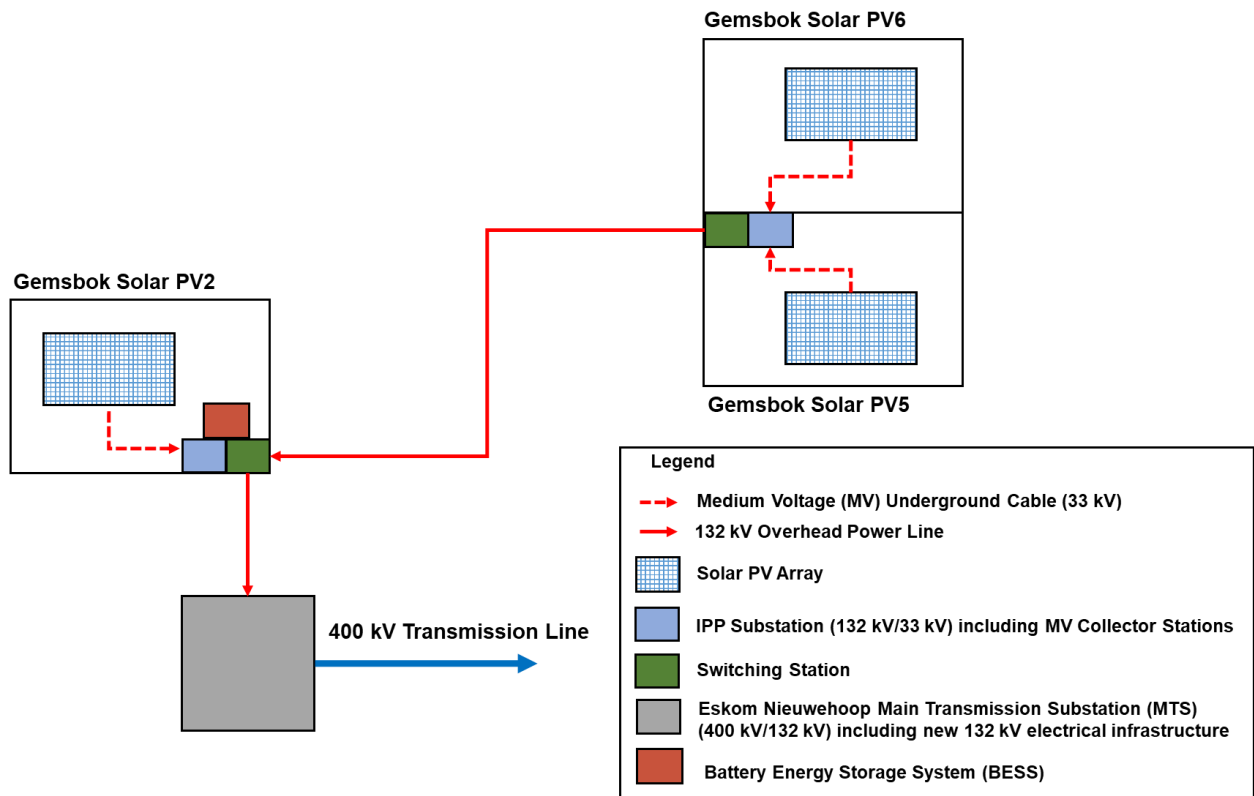 Gemsbok Solar PV6
Gemsbok Solar PV2
Gemsbok Solar PV5
400 kV Transmission Line
Legend
Medium Voltage (MV) Underground Cable (33 kV)
132 kV Overhead Power Line
Solar PV Array
IPP Substation (132 kV/33 kV) including MV Collector Stations
Switching Station
Eskom Nieuwehoop Main Transmission Substation (MTS)
(400 kV/132 kV) including new 132 kV electrical infrastructure
Battery Energy Storage System (BESS)